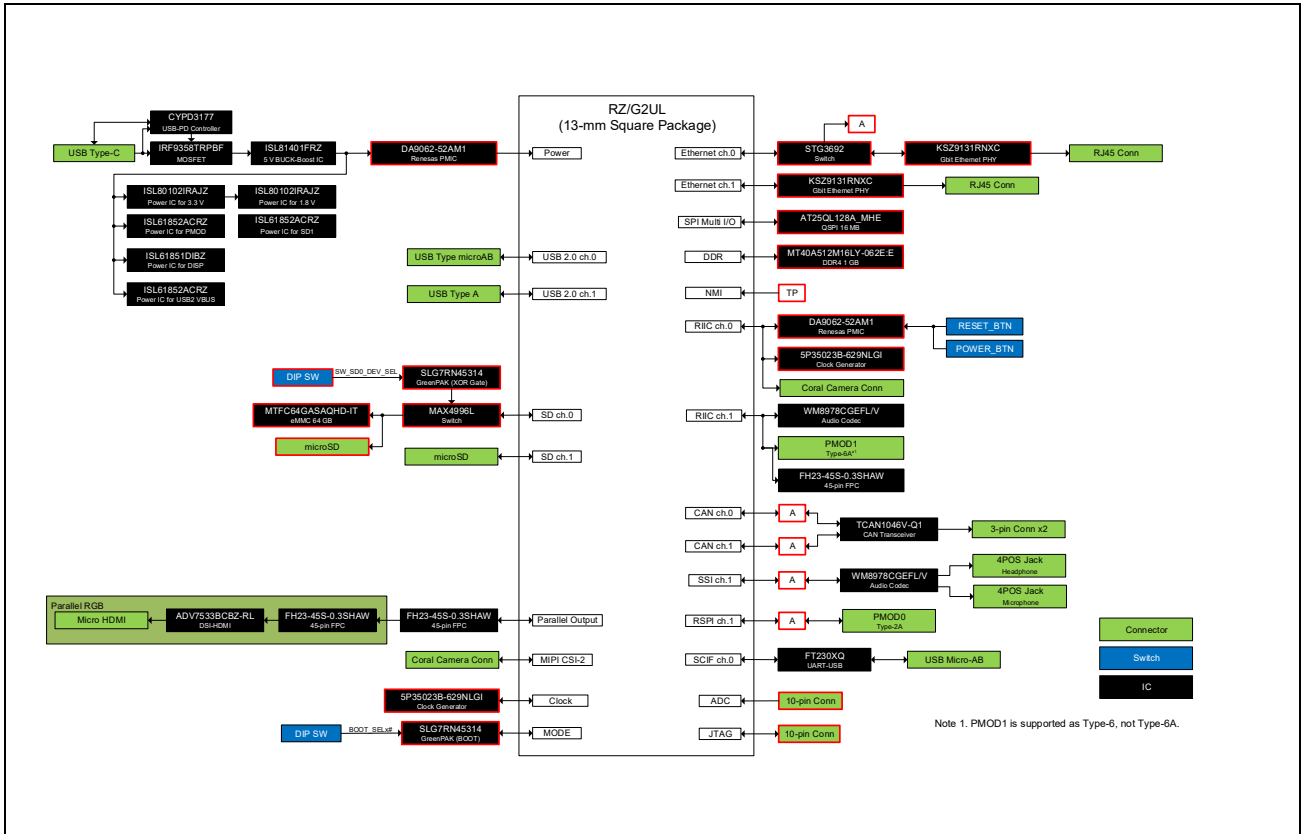 RZ/G2UL
(13-mm Square Package)
CYPD3177
USB-PD Controller
USB Type-C
IRF9358TRPBF
MOSFET
ISL81401FRZ
5 V BUCK-Boost IC
DA9062-52AM1
Renesas PMIC
Power
ISL80102IRAJZ
Power IC for 3.3 V
ISL80102IRAJZ
Power IC for 1.8 V
ISL61852ACRZ
Power IC for PMOD
ISL61852ACRZ
Power IC for SD1
ISL61851DIBZ
Power IC for DISP
ISL61852ACRZ
Power IC for USB2 VBUS
USB Type microAB
USB 2.0 ch.0
USB Type A
USB 2.0 ch.1
DIP SW
SW_SD0_DEV_SEL
SLG7RN45314
GreenPAK (XOR Gate)
MTFC64GASAQHD-IT
eMMC 64 GB
MAX4996L
Switch
SD ch.0
microSD
microSD
SD ch.1
Parallel RGB
Micro HDMI
ADV7533BCBZ-RL
DSI-HDMI
FH23-45S-0.3SHAW
45-pin FPC
FH23-45S-0.3SHAW
45-pin FPC
Parallel Output
Coral Camera Conn
MIPI CSI-2
5P35023B-629NLGI
Clock Generator
Clock
DIP SW
BOOT_SELx#
SLG7RN45314
GreenPAK (BOOT)
MODE
A
Ethernet ch.0
STG3692
Switch
KSZ9131RNXC
Gbit Ethernet PHY
RJ45 Conn
Ethernet ch.1
KSZ9131RNXC
Gbit Ethernet PHY
RJ45 Conn
SPI Multi I/O
AT25QL128A_MHE
QSPI 16 MB
DDR
MT40A512M16LY-062E:E
DDR4 1 GB
NMI
TP
RIIC ch.0
DA9062-52AM1
Renesas PMIC
RESET_BTN
POWER_BTN
5P35023B-629NLGI
Clock Generator
Coral Camera Conn
RIIC ch.1
WM8978CGEFL/V
Audio Codec
PMOD1
Type-6A*1
FH23-45S-0.3SHAW
45-pin FPC
CAN ch.0
A
TCAN1046V-Q1
CAN Transceiver
3-pin Conn x2
CAN ch.1
A
SSI ch.1
A
WM8978CGEFL/V
Audio Codec
4POS Jack
Headphone
4POS Jack
Microphone
RSPI ch.1
A
PMOD0
Type-2A
SCIF ch.0
FT230XQ
UART-USB
USB Micro-AB
ADC
10-pin Conn
JTAG
10-pin Conn
Connector
Switch
IC
Note 1. PMOD1 is supported as Type-6, not Type-6A.